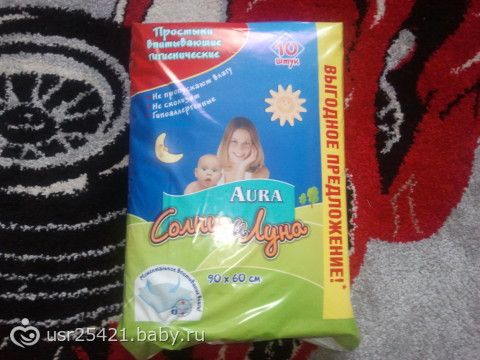 Простыни
впитывающие
гигиенические
10
штук
Не пропускают влагу
Не скользят
Гипоаллергенные
ВЫГОДНОЕ ПРЕДЛОЖЕНИЕ!*
AURA
Солнце и Луна
90 х 60 см
usr25421.baby.ru